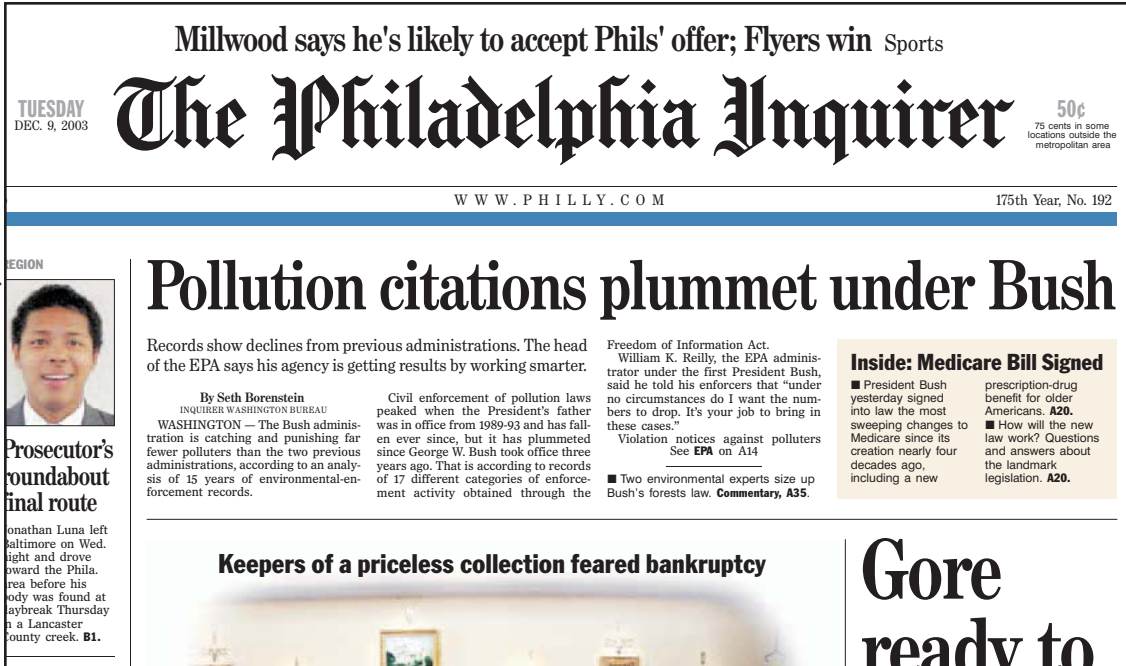 Millwood says he's likely to accept Phils' offer; Flyers win Sports
TUESDAY
DEC. 9, 2003
The Philadelphia Inquirer
50¢
75 cents in some
locations outside the
metropolitan area
WWW.PHILLY.COM
175th Year, No. 192
EGION
Prosecutor's
roundabout
final route
onathan Luna left
Baltimore on Wed.
ight and drove
oward the Phila.
rea before his
ody was found at
aybreak Thursday
n a Lancaster
County creek. B1.
Pollution citations plummet under Bush
Records show declines from previous administrations. The head
of the EPA says his agency is getting results by working smarter.
By Seth Borenstein
INQUIRER WASHINGTON BUREAU
WASHINGTON — The Bush adminis-
tration is catching and punishing far
fewer polluters than the two previous
administrations, according to an analy-
sis of 15 years of environmental-en-
forcement records.
Civil enforcement of pollution laws
peaked when the President's father
was in office from 1989-93 and has fall-
en ever since, but it has plummeted
since George W. Bush took office three
years ago. That is according to records
of 17 different categories of enforce-
ment activity obtained through the
Freedom of Information Act.
William K. Reilly, the EPA adminis-
trator under the first President Bush,
said he told his enforcers that “under
no circumstances do I want the num-
bers to drop. It's your job to bring in
these cases.”
Violation notices against polluters
See EPA on A14
■ Two environmental experts size up
Bush's forests law. Commentary, A35.
Inside: Medicare Bill Signed
■ President Bush
yesterday signed
into law the most
sweeping changes to
Medicare since its
creation nearly four
decades ago,
including a new
prescription-drug
benefit for older
Americans. A20.
■ How will the new
law work? Questions
and answers about
the landmark
legislation. A20.
Keepers of a priceless collection feared bankruptcy
Gore
ready to